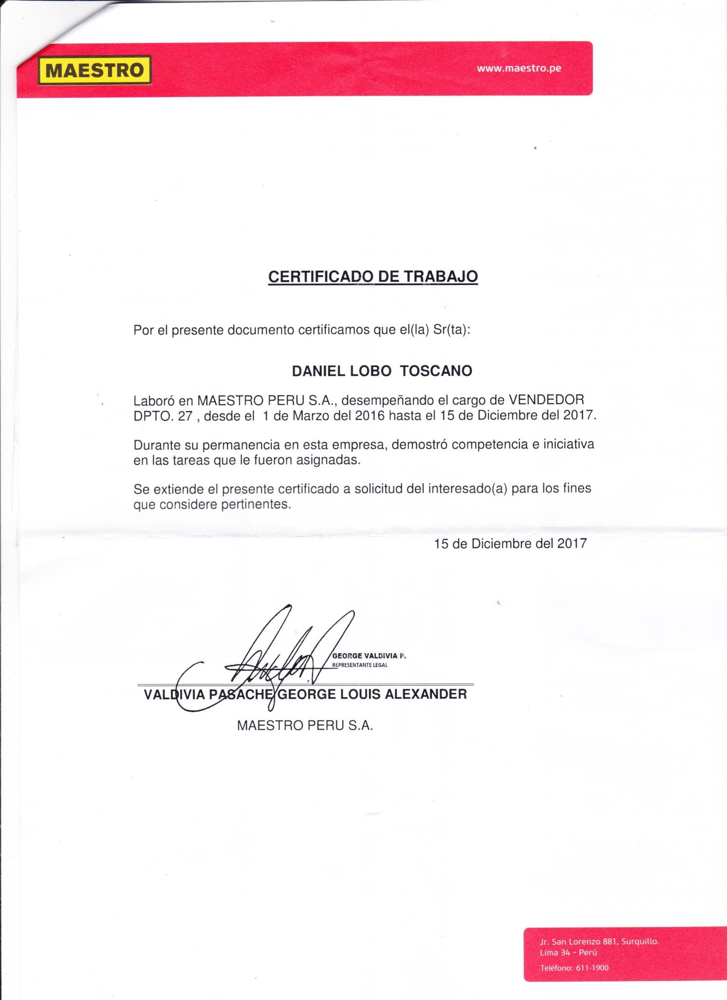 MAESTRO
www.maestro.pe
CERTIFICADO DE TRABAJO
Por el presente documento certificamos que el(la) Sr(ta):
DANIEL LOBO TOSCANO
Laboró en MAESTRO PERU S.A., desempeñando el cargo de VENDEDOR
DPTO. 27 , desde el 1 de Marzo del 2016 hasta el 15 de Diciembre del 2017.
Durante su permanencia en esta empresa, demostró competencia e iniciativa
en las tareas que le fueron asignadas.
Se extiende el presente certificado a solicitud del interesado(a) para los fines
que considere pertinentes.
15 de Diciembre del 2017
GEORGE VALDIVIA P.
REPRESENTANTE LEGAL
VALDIVIA PASACHE GEORGE LOUIS ALEXANDER
MAESTRO PERU S.A.
Jr. San Lorenzo 881, Surquillo.
Lima 34 - Perú
Teléfono: 611-1900